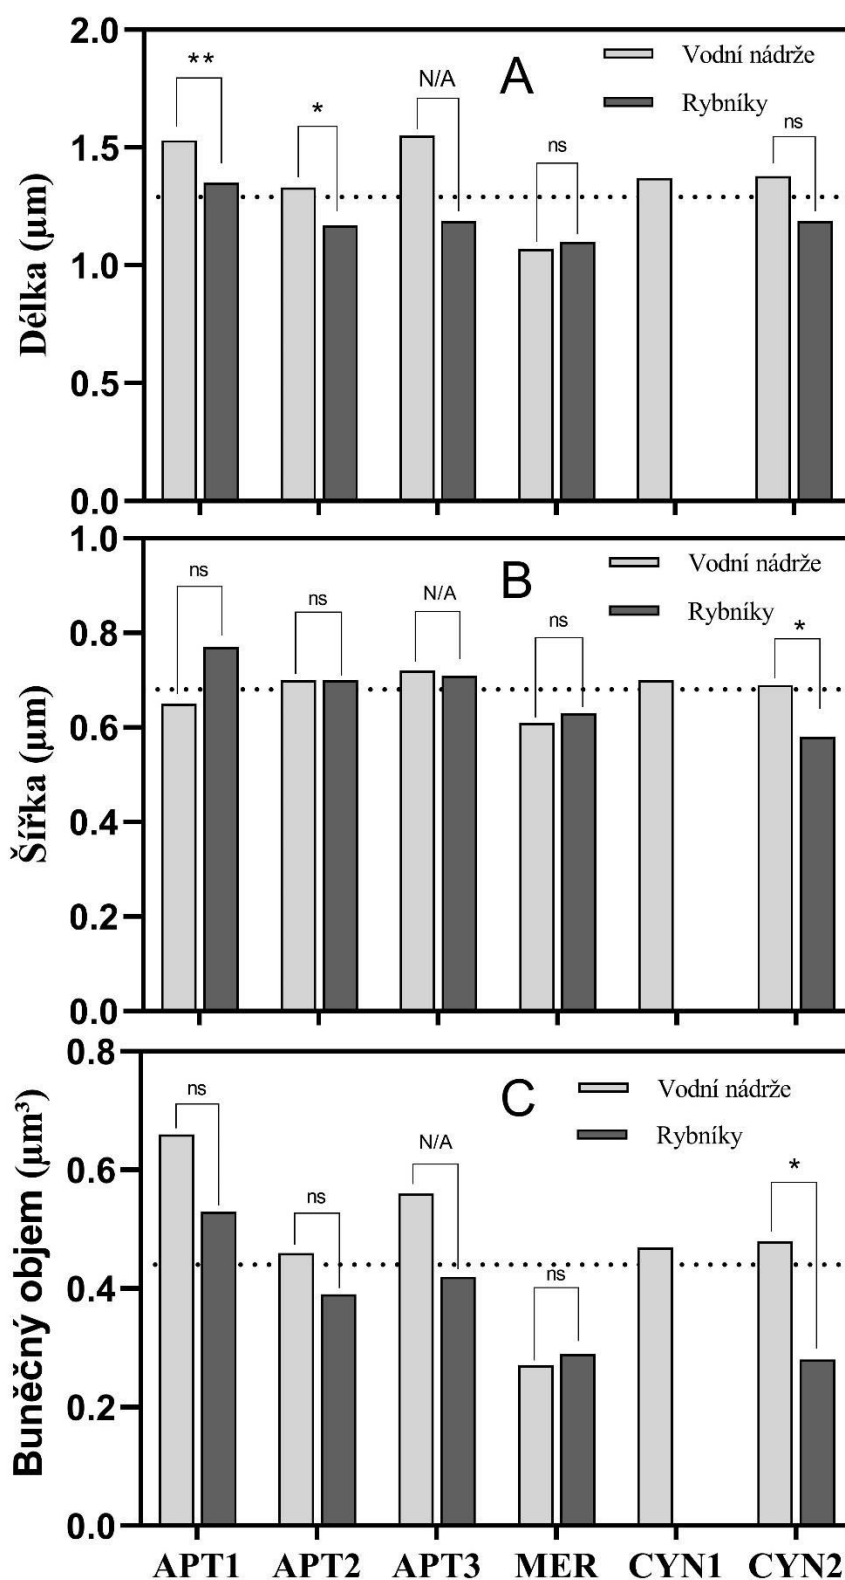 2.0
1.5
1.0
0.5
0.0
Délka (µm)
A
Vodní nádrže
Rybníky
**
*
N/A
ns
ns
1.0
0.8
0.6
0.4
0.2
0.0
Šířka (µm)
B
Vodní nádrže
Rybníky
ns
ns
N/A
ns
*
0.8
0.6
0.4
0.2
0.0
Buněčný objem (µm³)
C
Vodní nádrže
Rybníky
ns
ns
N/A
ns
*
APT1 APT2 APT3 MER CYN1 CYN2